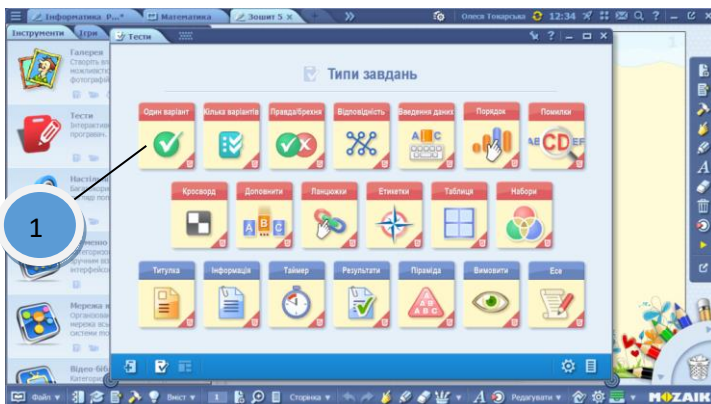 Інформатика Р...*
Математика
Зошит 5 X
Олеся Токарська
12:34
Інструменти
Ігри
Тести
Галерея
Створіть
Тести
програвач.
Типи завдань
Один варіант
Кілька варіантів
Правда/брехня
Відповідність
Введення даних
Порядок
Помилки
Кросворд
Доповнити
Ланцюжки
Етикетки
Таблиця
Набори
Титулка
Інформація
Таймер
Результати
Піраміда
Вимовити
Есе
1
Файл
Вміст
1
Сторінка
Редагувати
MOZAIK